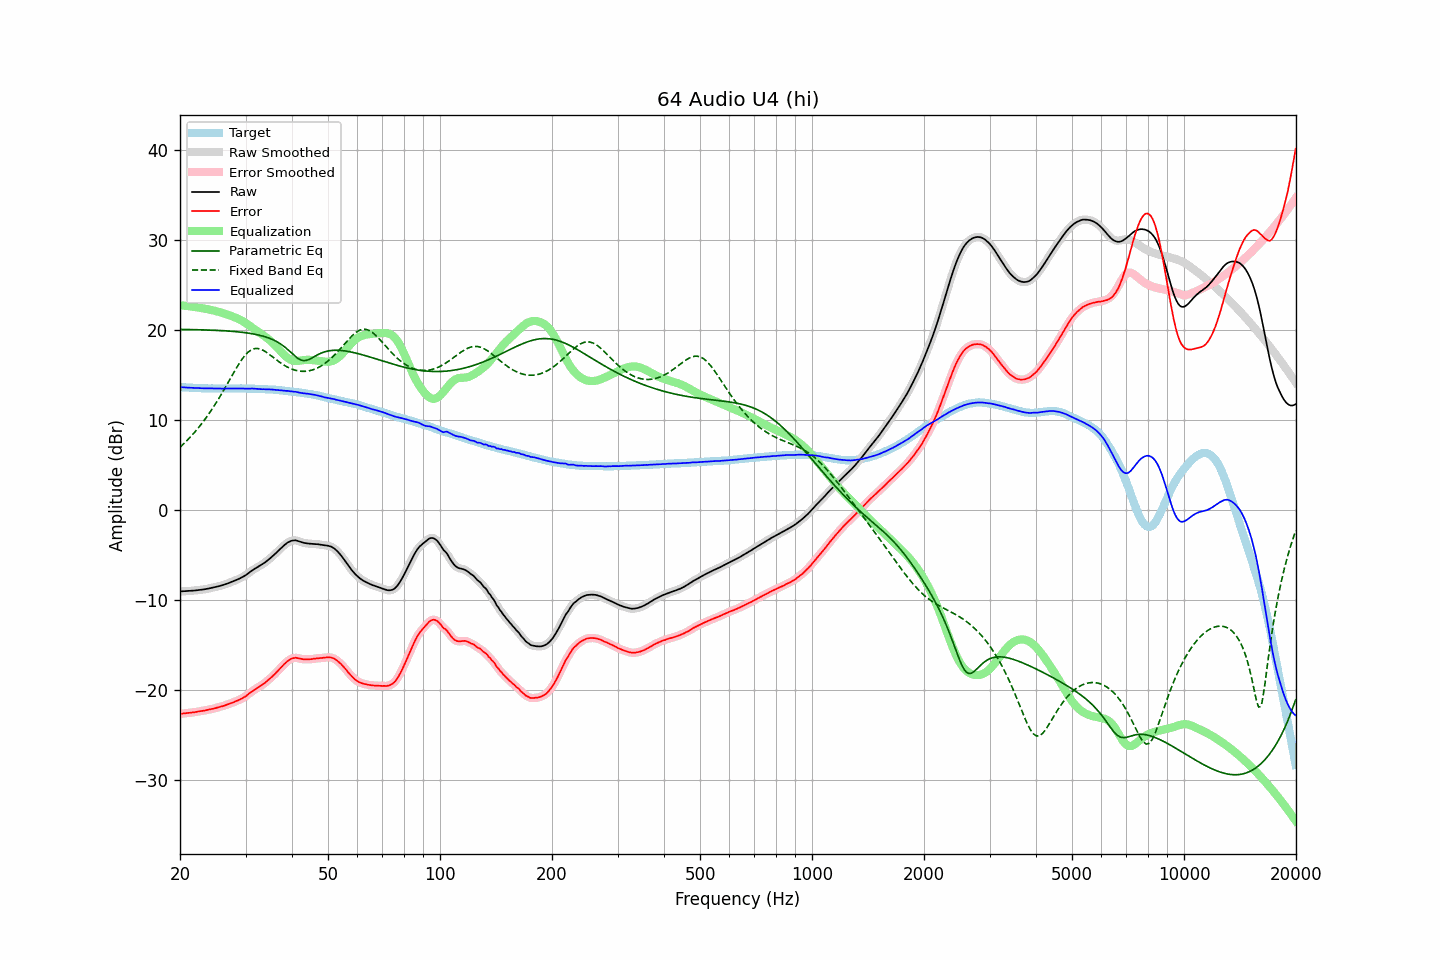 64 Audio U4 (hi)
Target
Raw Smoothed
Error Smoothed
Raw
Error
Equalization
Parametric Eq
Fixed Band Eq
Equalized
40
30
20
10
0
−10
−20
−30
Amplitude (dBr)
20 50 100 200 500 1000 2000 5000 10000 20000
Frequency (Hz)